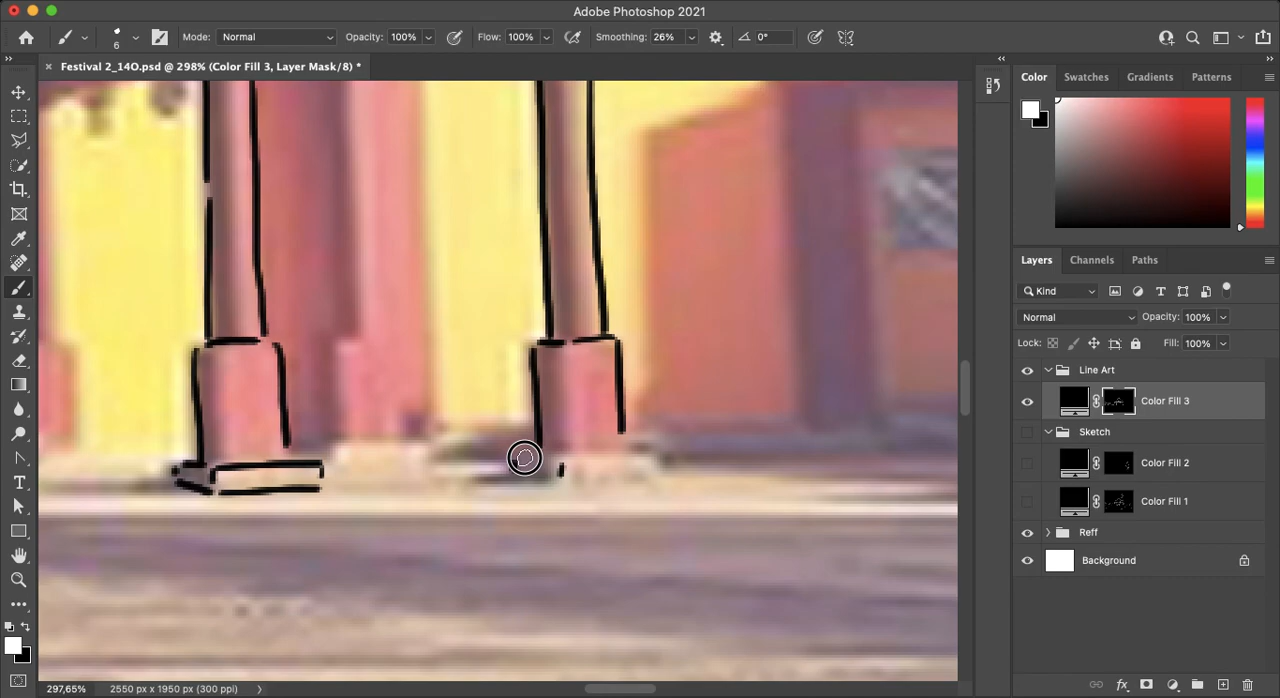 Adobe Photoshop 2021
6
Mode: Normal
Opacity: 100%
Flow: 100%
Smoothing: 26%
0°
Festival 2_14O.psd @ 298% (Color Fill 3, Layer Mask/8) *
Color
Swatches
Gradients
Patterns
Layers
Channels
Paths
Kind
Normal
Opacity: 100%
Lock:
Fill: 100%
Line Art
Color Fill 3
Sketch
Color Fill 2
Color Fill 1
Reff
Background
297,65%
2550 px x 1950 px (300 ppi)